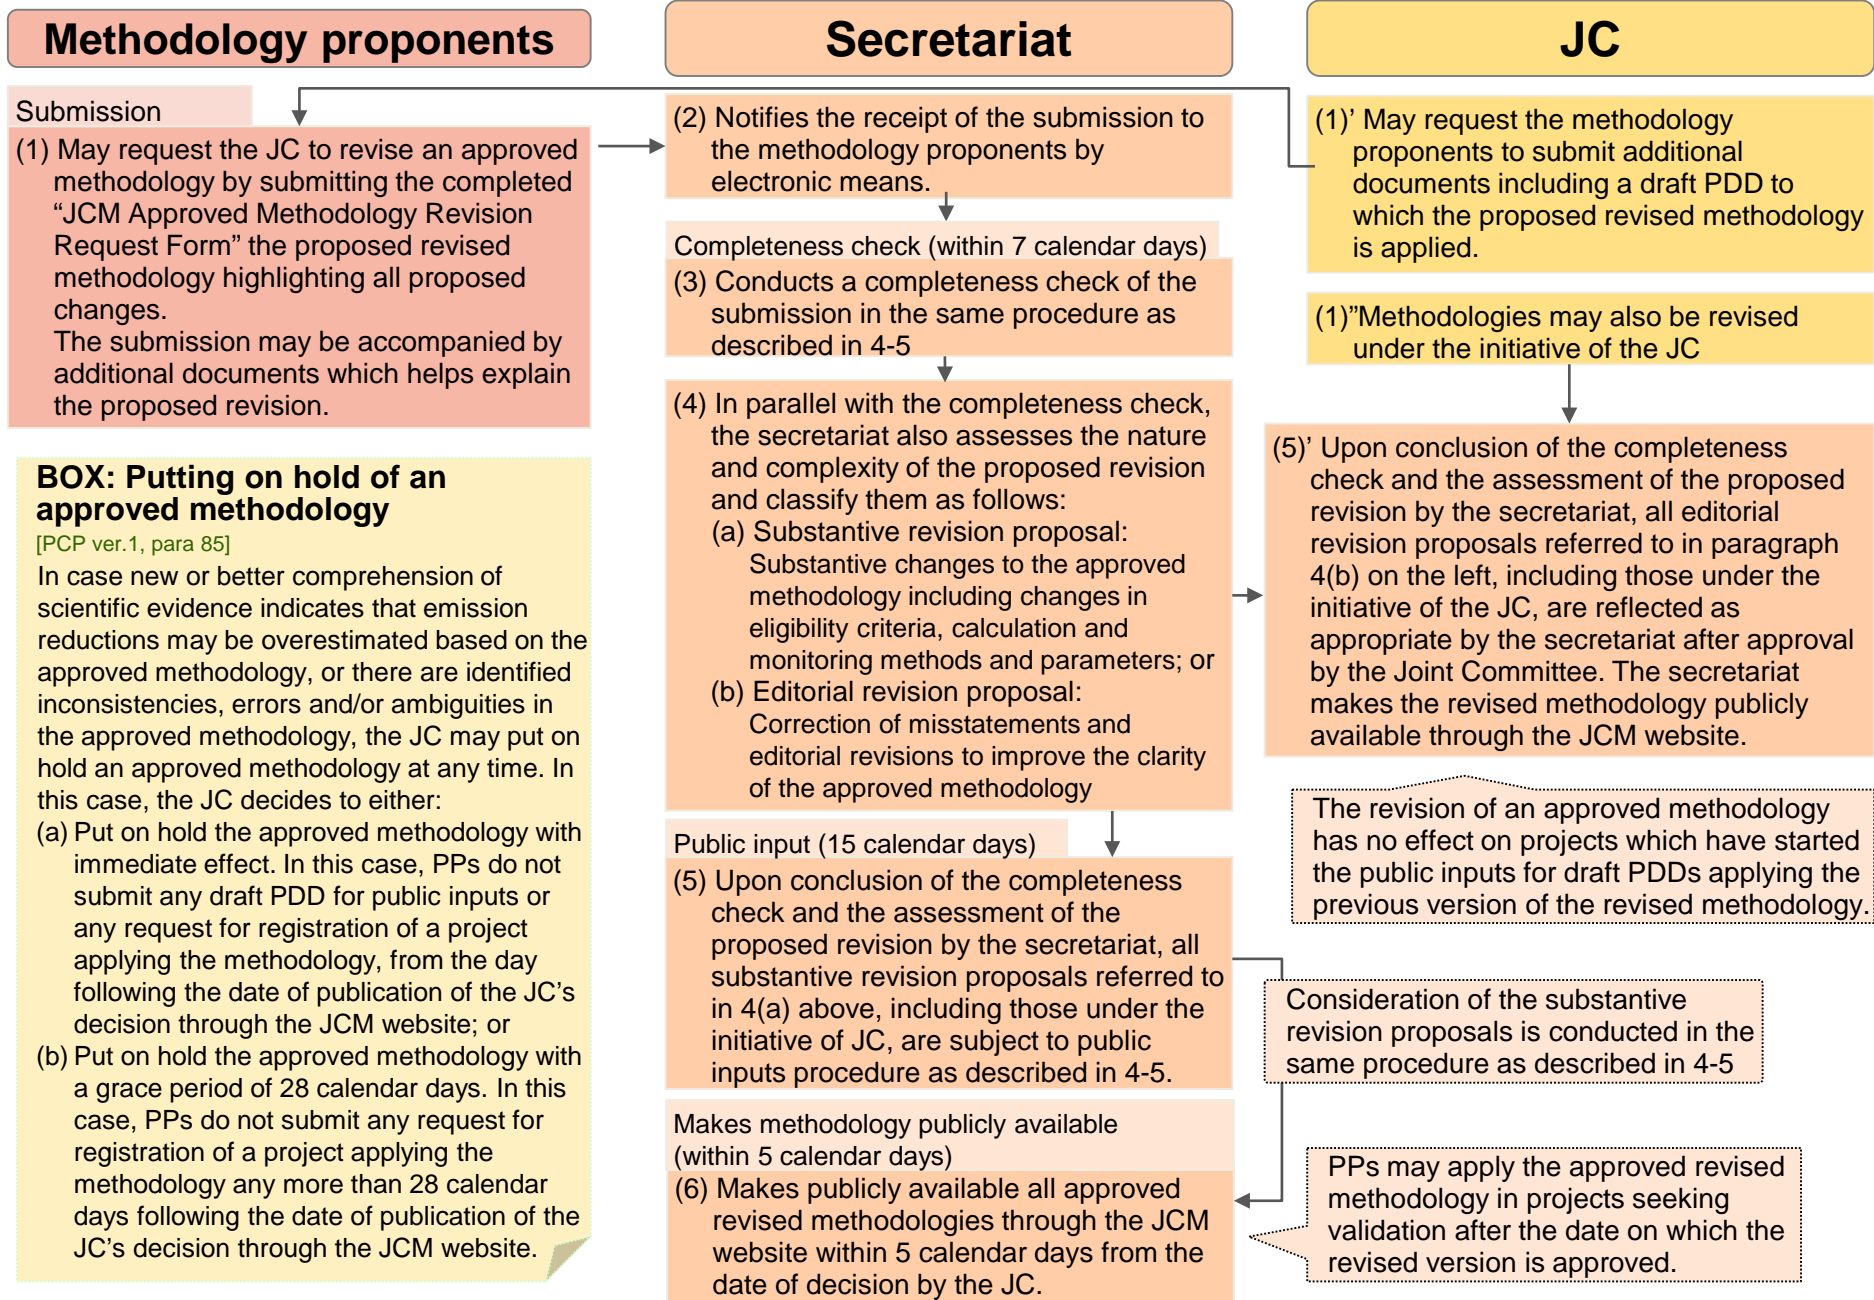 Methodology proponents
Secretariat
JC
Submission
(1) May request the JC to revise an approved
methodology by submitting the completed
“JCM Approved Methodology Revision
Request Form” the proposed revised
methodology highlighting all proposed
changes.
The submission may be accompanied by
additional documents which helps explain
the proposed revision.
BOX: Putting on hold of an
approved methodology
[PCP ver.1, para 85]
In case new or better comprehension of
scientific evidence indicates that emission
reductions may be overestimated based on the
approved methodology, or there are identified
inconsistencies, errors and/or ambiguities in
the approved methodology, the JC may put on
hold an approved methodology at any time. In
this case, the JC decides to either:
(a) Put on hold the approved methodology with
immediate effect. In this case, PPs do not
submit any draft PDD for public inputs or
any request for registration of a project
applying the methodology, from the day
following the date of publication of the JC’s
decision through the JCM website; or
(b) Put on hold the approved methodology with
a grace period of 28 calendar days. In this
case, PPs do not submit any request for
registration of a project applying the
methodology any more than 28 calendar
days following the date of publication of the
JC’s decision through the JCM website.
(2) Notifies the receipt of the submission to
the methodology proponents by
electronic means.
Completeness check (within 7 calendar days)
(3) Conducts a completeness check of the
submission in the same procedure as
described in 4-5
(4) In parallel with the completeness check,
the secretariat also assesses the nature
and complexity of the proposed revision
and classify them as follows:
(a) Substantive revision proposal:
Substantive changes to the approved
methodology including changes in
eligibility criteria, calculation and
monitoring methods and parameters; or
(b) Editorial revision proposal:
Correction of misstatements and
editorial revisions to improve the clarity
of the approved methodology
Public input (15 calendar days)
(5) Upon conclusion of the completeness
check and the assessment of the
proposed revision by the secretariat, all
substantive revision proposals referred to
in 4(a) above, including those under the
initiative of JC, are subject to public
inputs procedure as described in 4-5.
Makes methodology publicly available
(within 5 calendar days)
(6) Makes publicly available all approved
revised methodologies through the JCM
website within 5 calendar days from the
date of decision by the JC.
(1)’ May request the methodology
proponents to submit additional
documents including a draft PDD to
which the proposed revised methodology
is applied.
(1)”Methodologies may also be revised
under the initiative of the JC
(5)’ Upon conclusion of the completeness
check and the assessment of the proposed
revision by the secretariat, all editorial
revision proposals referred to in paragraph
4(b) on the left, including those under the
initiative of the JC, are reflected as
appropriate by the secretariat after approval
by the Joint Committee. The secretariat
makes the revised methodology publicly
available through the JCM website.
The revision of an approved methodology
has no effect on projects which have started
the public inputs for draft PDDs applying the
previous version of the revised methodology.
Consideration of the substantive
revision proposals is conducted in the
same procedure as described in 4-5
PPs may apply the approved revised
methodology in projects seeking
validation after the date on which the
revised version is approved.